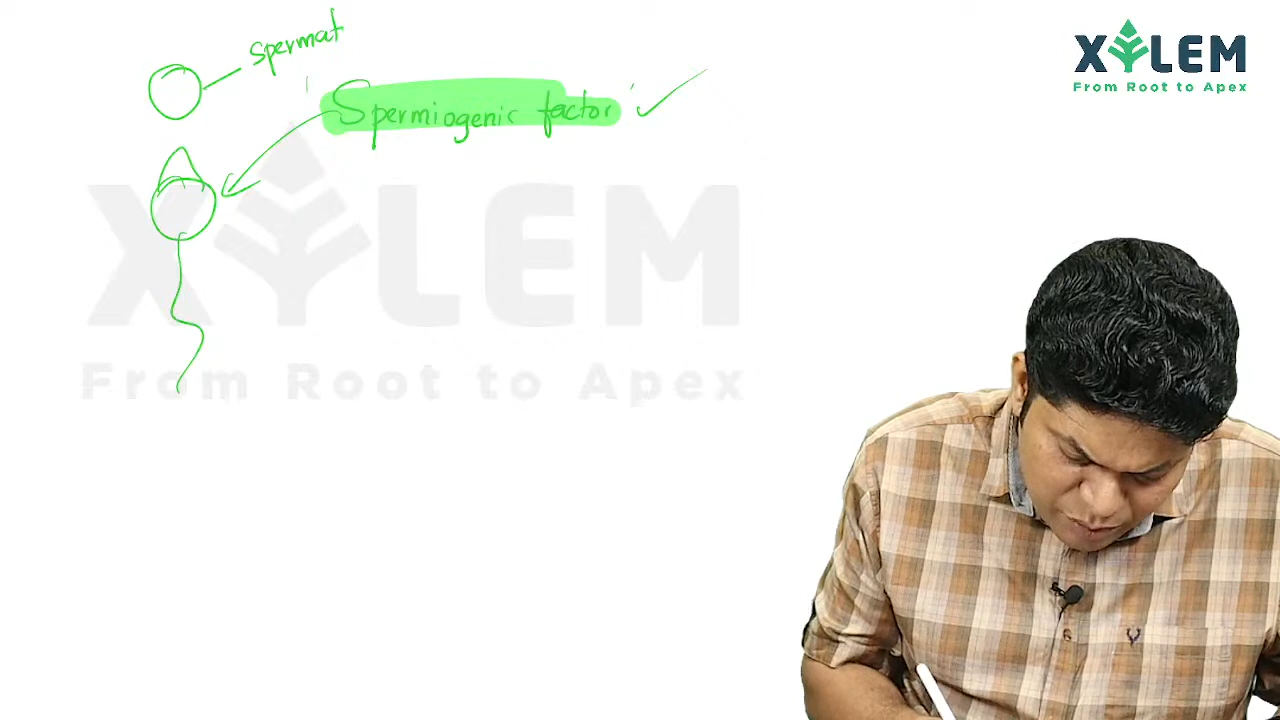 Spermat
Spermiogenic factor
XYLEM
From Root to Apex
XYLEM
From Root to Apex